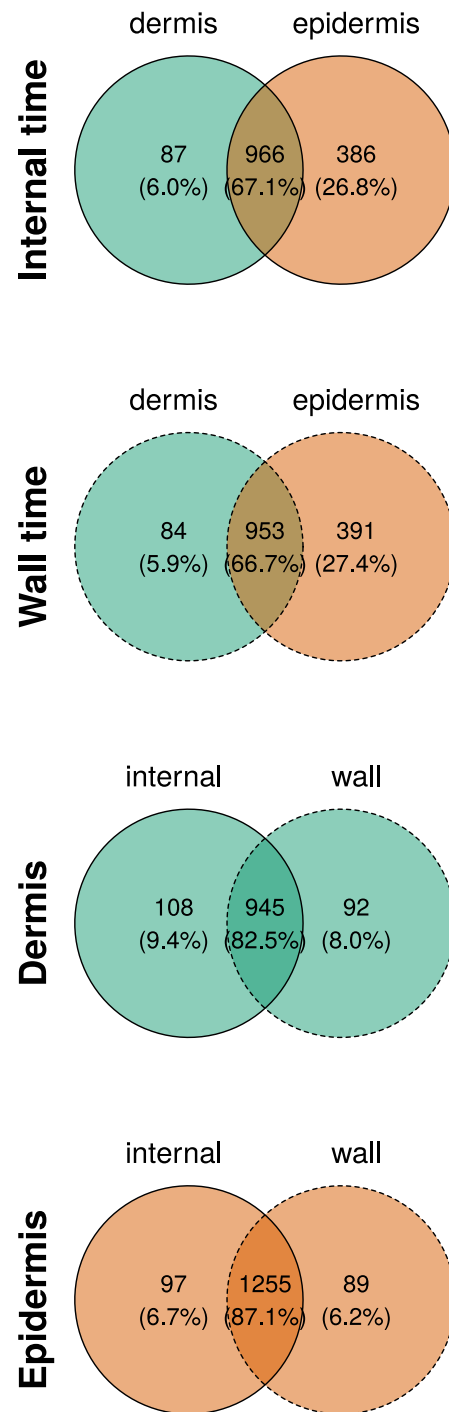 Internal time
dermis epidermis
87 966 386
(6.0%) (67.1%) (26.8%)
Wall time
dermis epidermis
84 953 391
(5.9%) (66.7%) (27.4%)
Dermis
internal wall
108 945 92
(9.4%) (82.5%) (8.0%)
Epidermis
internal wall
97 1255 89
(6.7%) (87.1%) (6.2%)